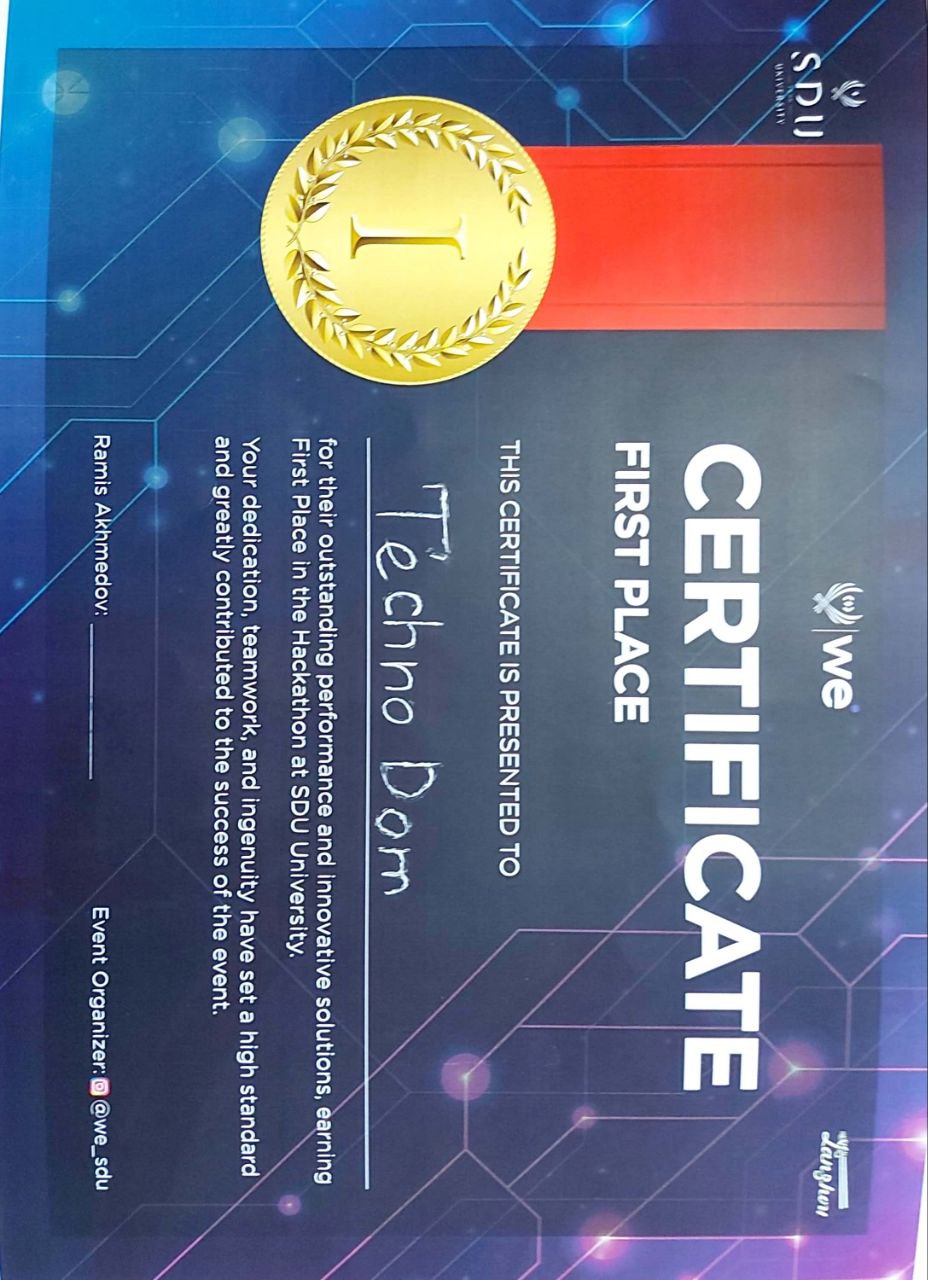 SDU
UNIVERSITY
we
CERTIFICATE
FIRST PLACE
THIS CERTIFICATE IS PRESENTED TO
Techno Dom
for their outstanding performance and innovative solutions, earning
First Place in the Hackathon at SDU University.
Your dedication, teamwork, and ingenuity have set a high standard
and greatly contributed to the success of the event.
Ramis Akhmedov:
Event Organizer: @we_sdu